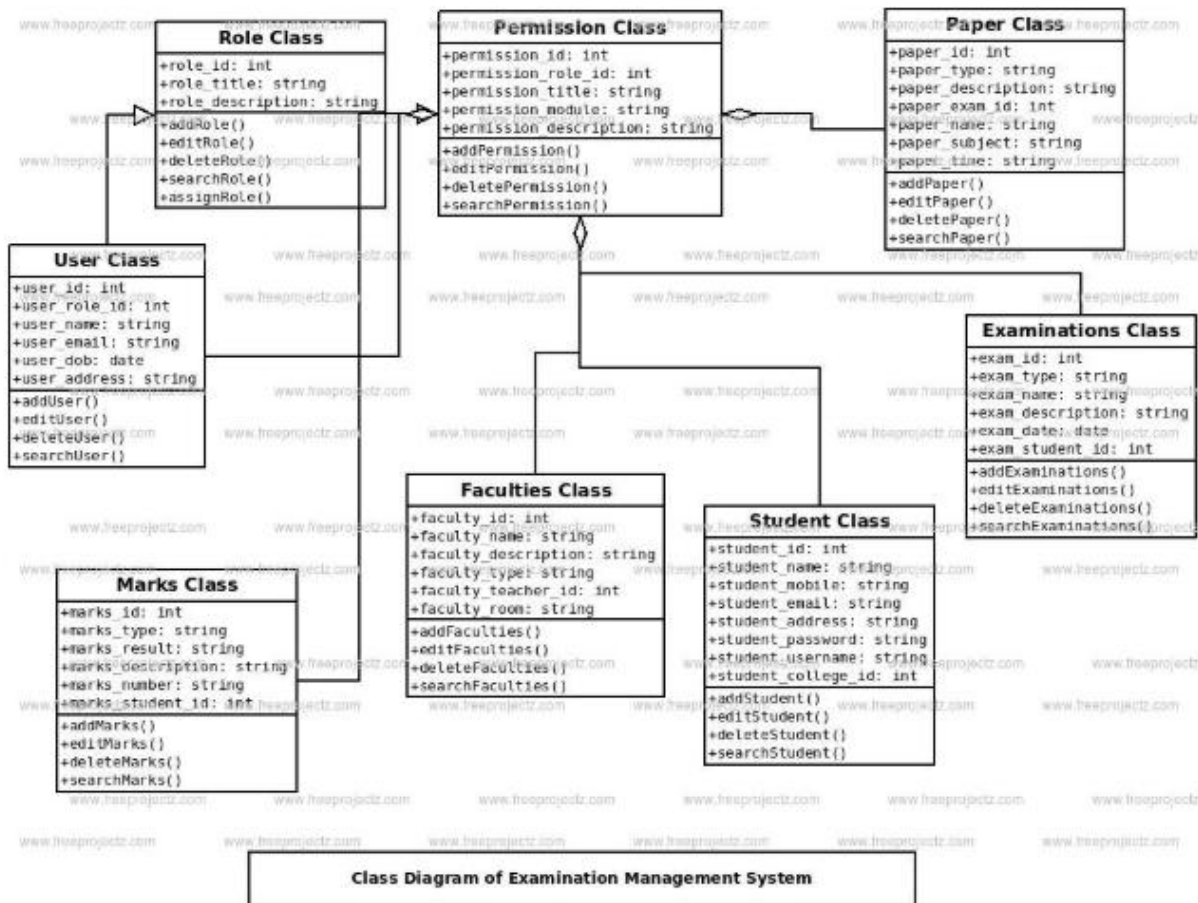 Role Class
+role_id: int
+role_title: string
+role_description: string
+addRole()
+editRole()
+deleteRole()
+searchRole()
+assignRole()
Permission Class
+permission_id: int
+permission_role_id: int
+permission_title: string
+permission_module: string
+permission_description: string
+addPermission()
+editPermission()
+deletePermission()
+searchPermission()
Paper Class
+paper_id: int
+paper_type: string
+paper_description: string
+paper_exam_id: int
+paper_name: string
+paper_subject: string
+paper_time: string
+addPaper()
+editPaper()
+deletePaper()
+searchPaper()
User Class
+user_id: int
+user_role_id: int
+user_name: string
+user_email: string
+user_dob: date
+user_address: string
+addUser()
+editUser()
+deleteUser()
+searchUser()
Examinations Class
+exam_id: int
+exam_type: string
+exam_name: string
+exam_description: string
+exam_date: date
+exam_student_id: int
+addExaminations()
+editExaminations()
+deleteExaminations()
+searchExaminations()
Faculties Class
+faculty_id: int
+faculty_name: string
+faculty_description: string
+faculty_type: string
+faculty_teacher_id: int
+faculty_room: string
+addFaculties()
+editFaculties()
+deleteFaculties()
+searchFaculties()
Student Class
+student_id: int
+student_name: string
+student_mobile: string
+student_email: string
+student_address: string
+student_password: string
+student_username: string
+student_college_id: int
+addStudent()
+editStudent()
+deleteStudent()
+searchStudent()
Marks Class
+marks_id: int
+marks_type: string
+marks_result: string
+marks_description: string
+marks_number: string
+marks_student_id: int
+addMarks()
+editMarks()
+deleteMarks()
+searchMarks()
Class Diagram of Examination Management System
www.freeprojectz.com